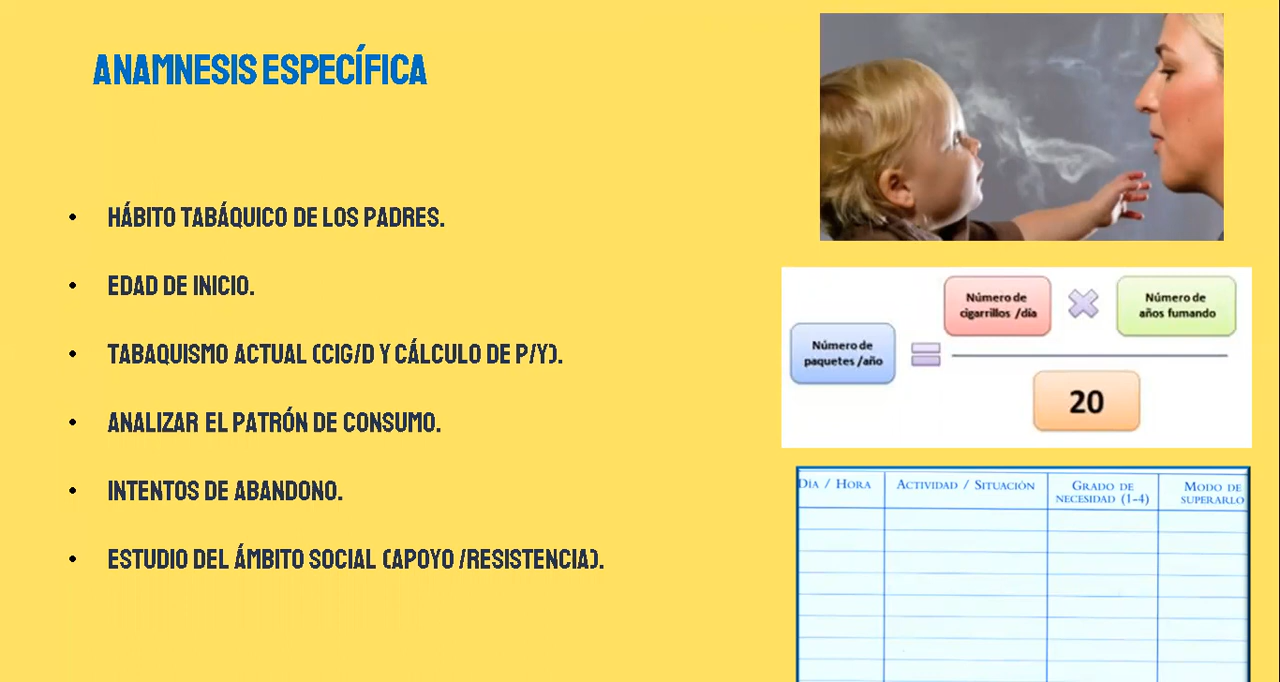 ANAMNESIS ESPECÍFICA
• HÁBITO TABÁQUICO DE LOS PADRES.
• EDAD DE INICIO.
• TABAQUISMO ACTUAL (CIG/D Y CÁLCULO DE P/Y).
• ANALIZAR EL PATRÓN DE CONSUMO.
• INTENTOS DE ABANDONO.
• ESTUDIO DEL ÁMBITO SOCIAL (APOYO /RESISTENCIA).
Número de
paquetes /año
Número de
cigarrillos /día
Número de
años fumando
20
DIA / HORA
ACTIVIDAD / SITUACIÓN
GRADO DE
NECESIDAD (1-4)
MODO DE
SUPERARLO